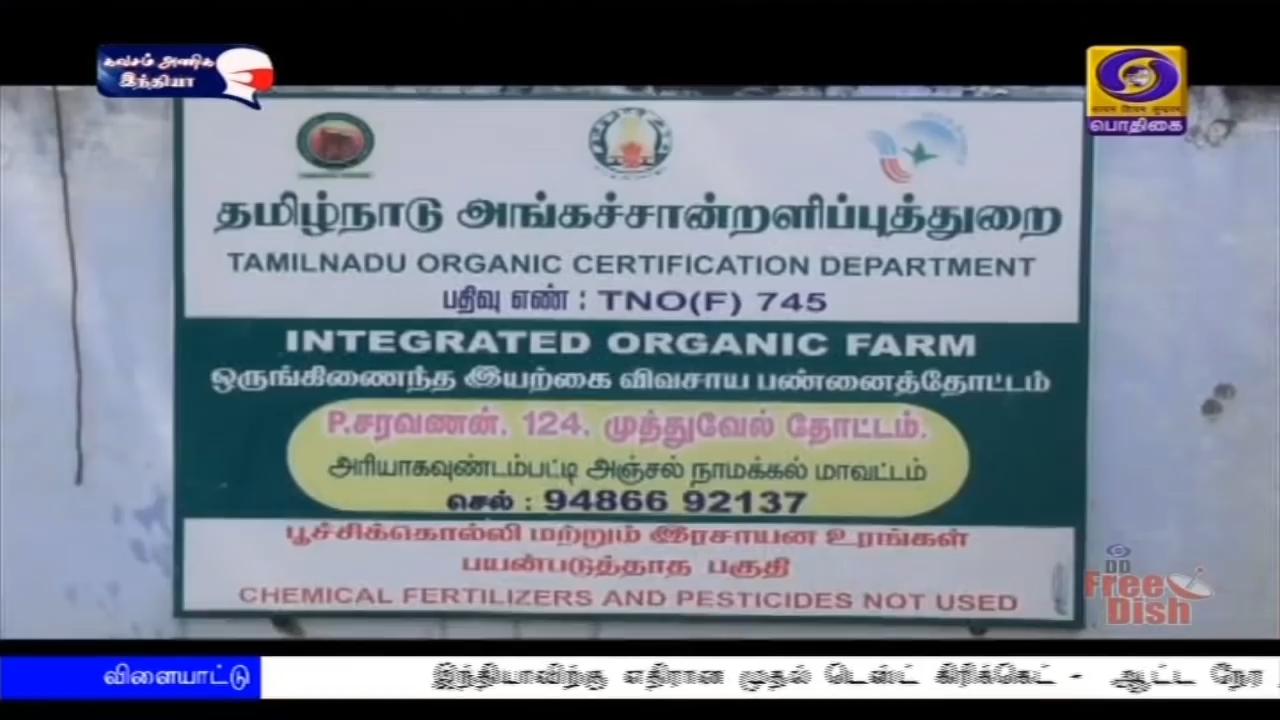 கவசம் அணிக
இந்தியா
பொதிகை
தமிழ்நாடு அங்கச்சான்றளிப்புத்துறை
TAMILNADU ORGANIC CERTIFICATION DEPARTMENT
பதிவு எண் : TNO(F) 745
INTEGRATED ORGANIC FARM
ஒருங்கிணைந்த இயற்கை விவசாய பண்ணைத்தோட்டம்
P.சரவணன். 124. முத்துவேல் தோட்டம்.
அரியாகவுண்டம்பட்டி அஞ்சல் நாமக்கல் மாவட்டம்
செல் : 94866 92137
பூச்சிக்கொல்லி மற்றும் இரசாயன உரங்கள்
பயன்படுத்தாத பகுதி
CHEMICAL FERTILIZERS AND PESTICIDES NOT USED
DD
Free
Dish
விளையாட்டு
இந்தியாவிற்கு எதிரான முதல் டெஸ்ட் கிரிக்கெட் - ஆட்ட நேர